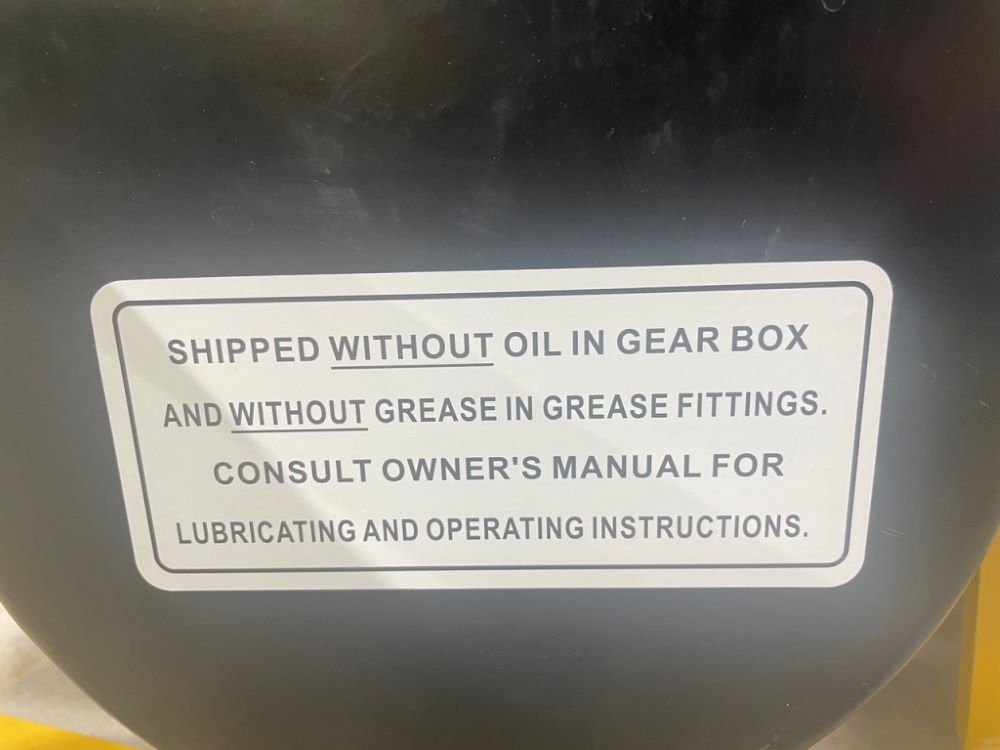 SHIPPED WITHOUT OIL IN GEAR BOX
AND WITHOUT GREASE IN GREASE FITTINGS.
CONSULT OWNER'S MANUAL FOR
LUBRICATING AND OPERATING INSTRUCTIONS.